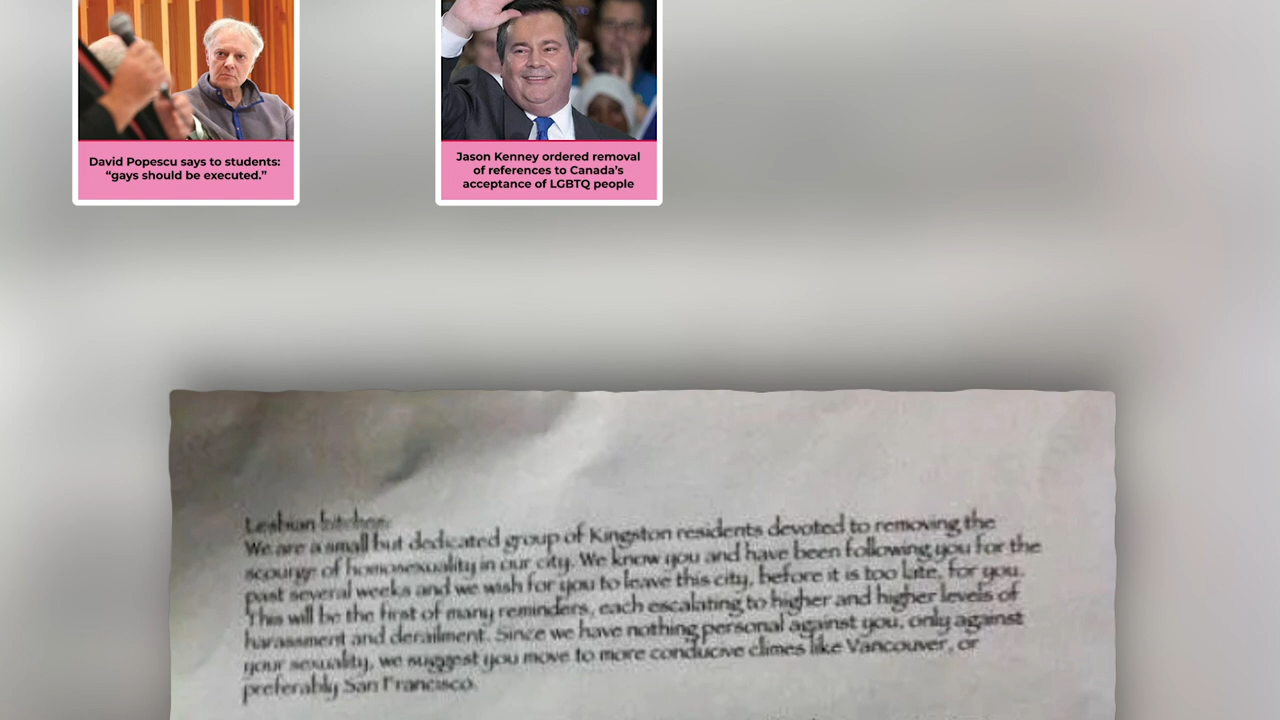 David Popescu says to students:
“gays should be executed.”
Jason Kenney ordered removal
of references to Canada’s
acceptance of LGBTQ people
Lesbian bitches:
We are a small but dedicated group of Kingston residents devoted to removing the
scourge of homosexuality in our city. We know you and have been following you for the
past several weeks and we wish for you to leave this city, before it is too late, for you.
This will be the first of many reminders, each escalating to higher and higher levels of
harassment and derailment. Since we have nothing personal against you, only against
your sexuality, we suggest you move to more conducive climes like Vancouver, or
preferably San Francisco.